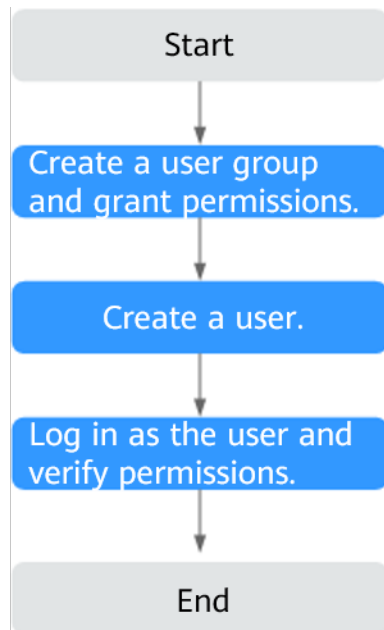 Start
Create a user group
and grant permissions.
Create a user.
Log in as the user and
verify permissions.
End